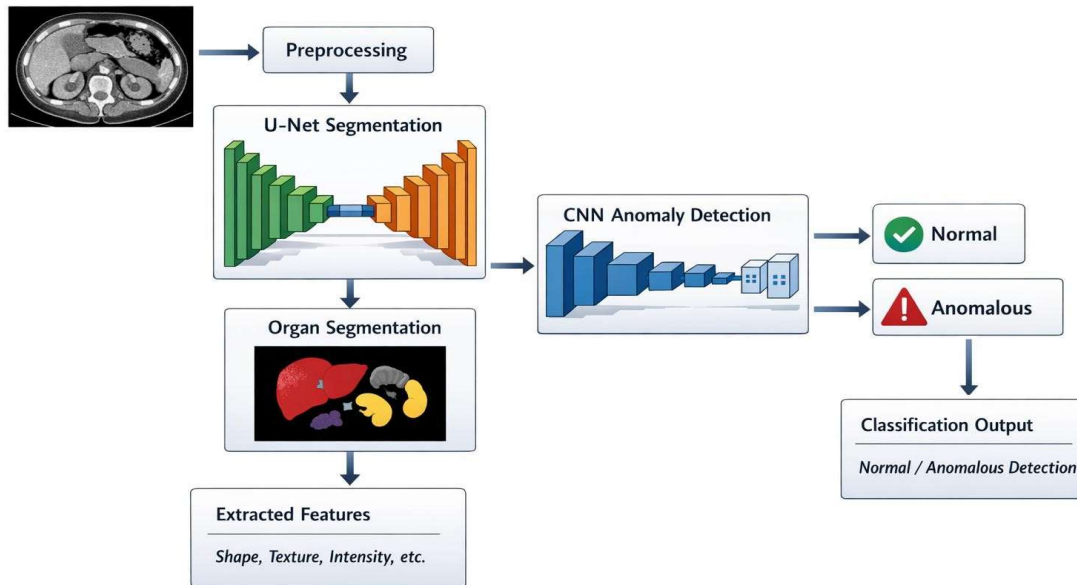 Preprocessing
U-Net Segmentation
CNN Anomaly Detection
Normal
Anomalous
Organ Segmentation
Classification Output
Normal / Anomalous Detection
Extracted Features
Shape, Texture, Intensity, etc.